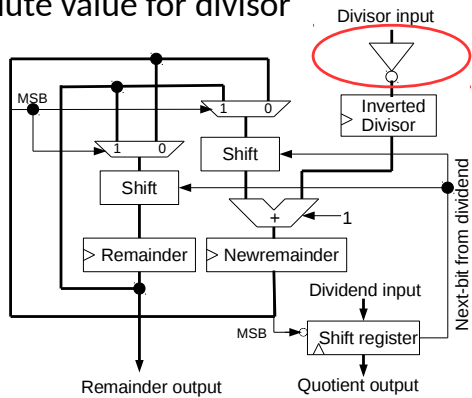 lute value for divisor
Divisor input
MSB
1 0
Inverted
Divisor
1 0
Shift
Shift
+
1
Remainder
Newremainder
Next-bit from dividend
Dividend input
MSB
Shift register
Remainder output
Quotient output